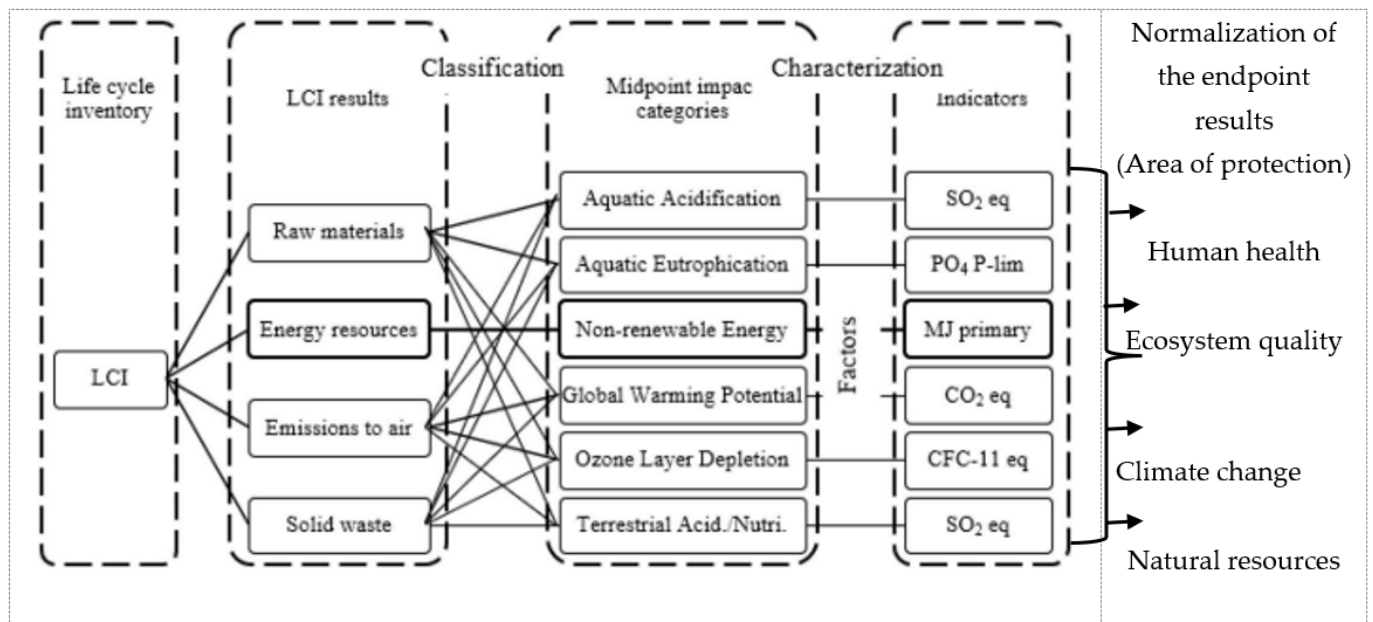 Life cycle
inventory
LCI
LCI results
Raw materials
Energy resources
Emissions to air
Solid waste
Classification
Midpoint impac
categories
Aquatic Acidification
Aquatic Eutrophication
Non-renewable Energy
Global Warming Potential
Ozone Layer Depletion
Terrestrial Acid./Nutri.
Characterization
Factors
Indicators
SO₂ eq
PO₄ P-lim
MJ primary
CO₂ eq
CFC-11 eq
SO₂ eq
Normalization of
the endpoint
results
(Area of protection)
Human health
Ecosystem quality
Climate change
Natural resources